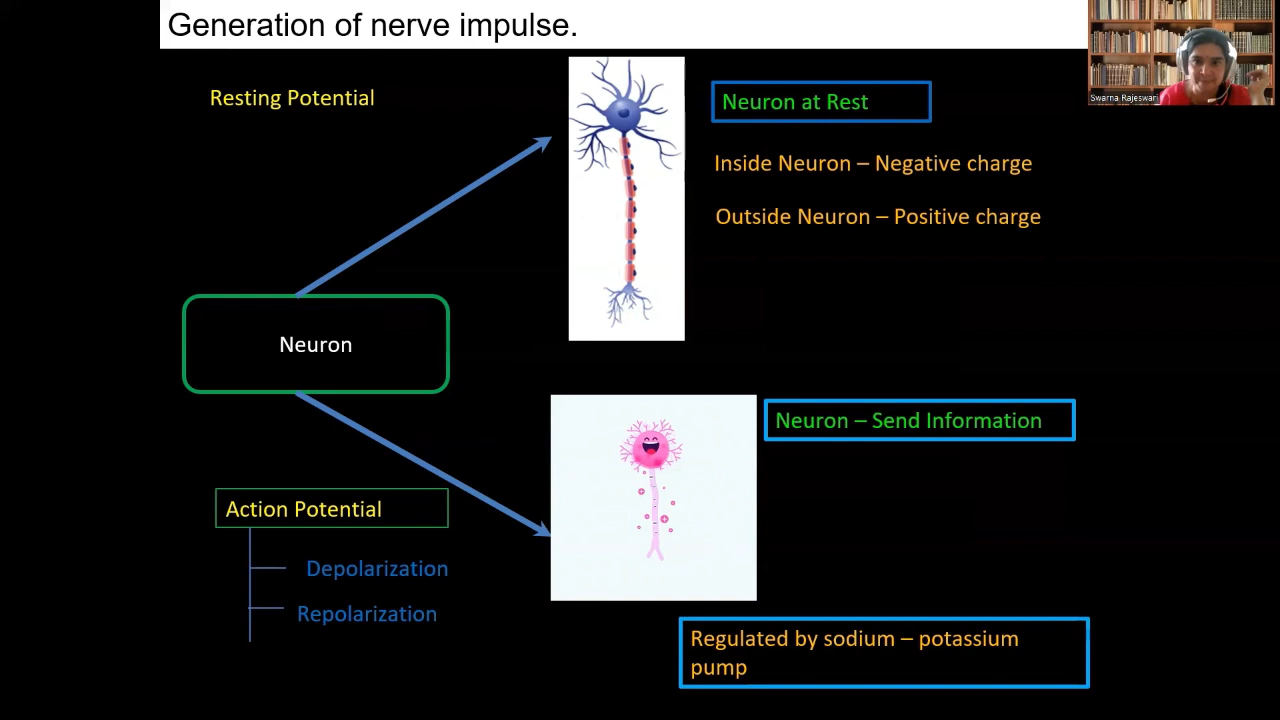 Generation of nerve impulse.
Swarna Rajeswari
Resting Potential
Neuron at Rest
Inside Neuron – Negative charge
Outside Neuron – Positive charge
Neuron
Neuron – Send Information
Action Potential
Depolarization
Repolarization
Regulated by sodium – potassium
pump